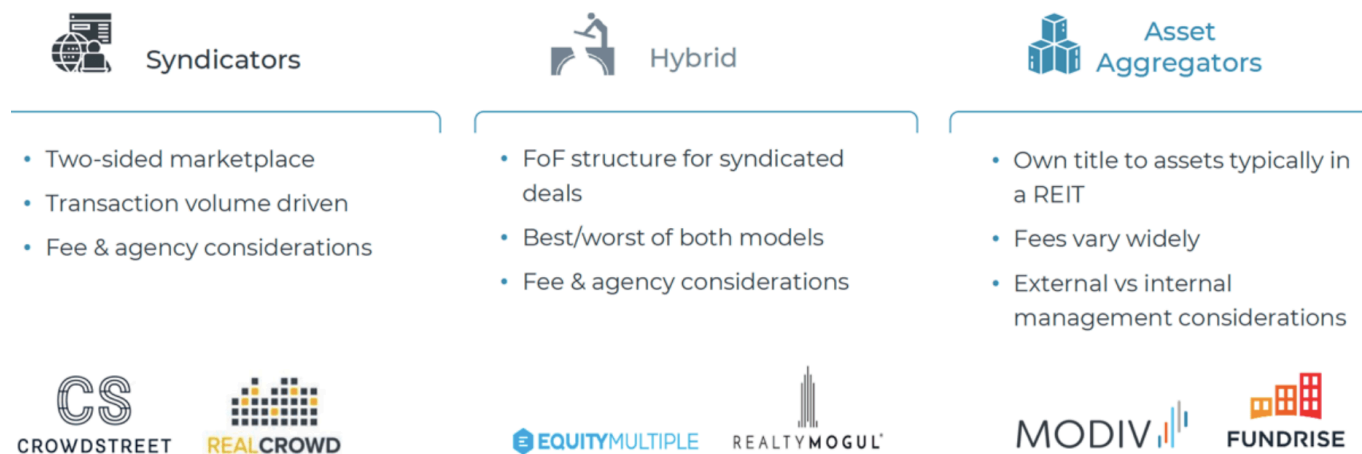 Syndicators
• Two-sided marketplace
• Transaction volume driven
• Fee & agency considerations
CS
CROWDSTREET
REALCROWD
Hybrid
• FoF structure for syndicated
deals
• Best/worst of both models
• Fee & agency considerations
EQUITYMULTIPLE
REALTYMOGUL
Asset
Aggregators
• Own title to assets typically in
a REIT
• Fees vary widely
• External vs internal
management considerations
MODIV
FUNDRISE